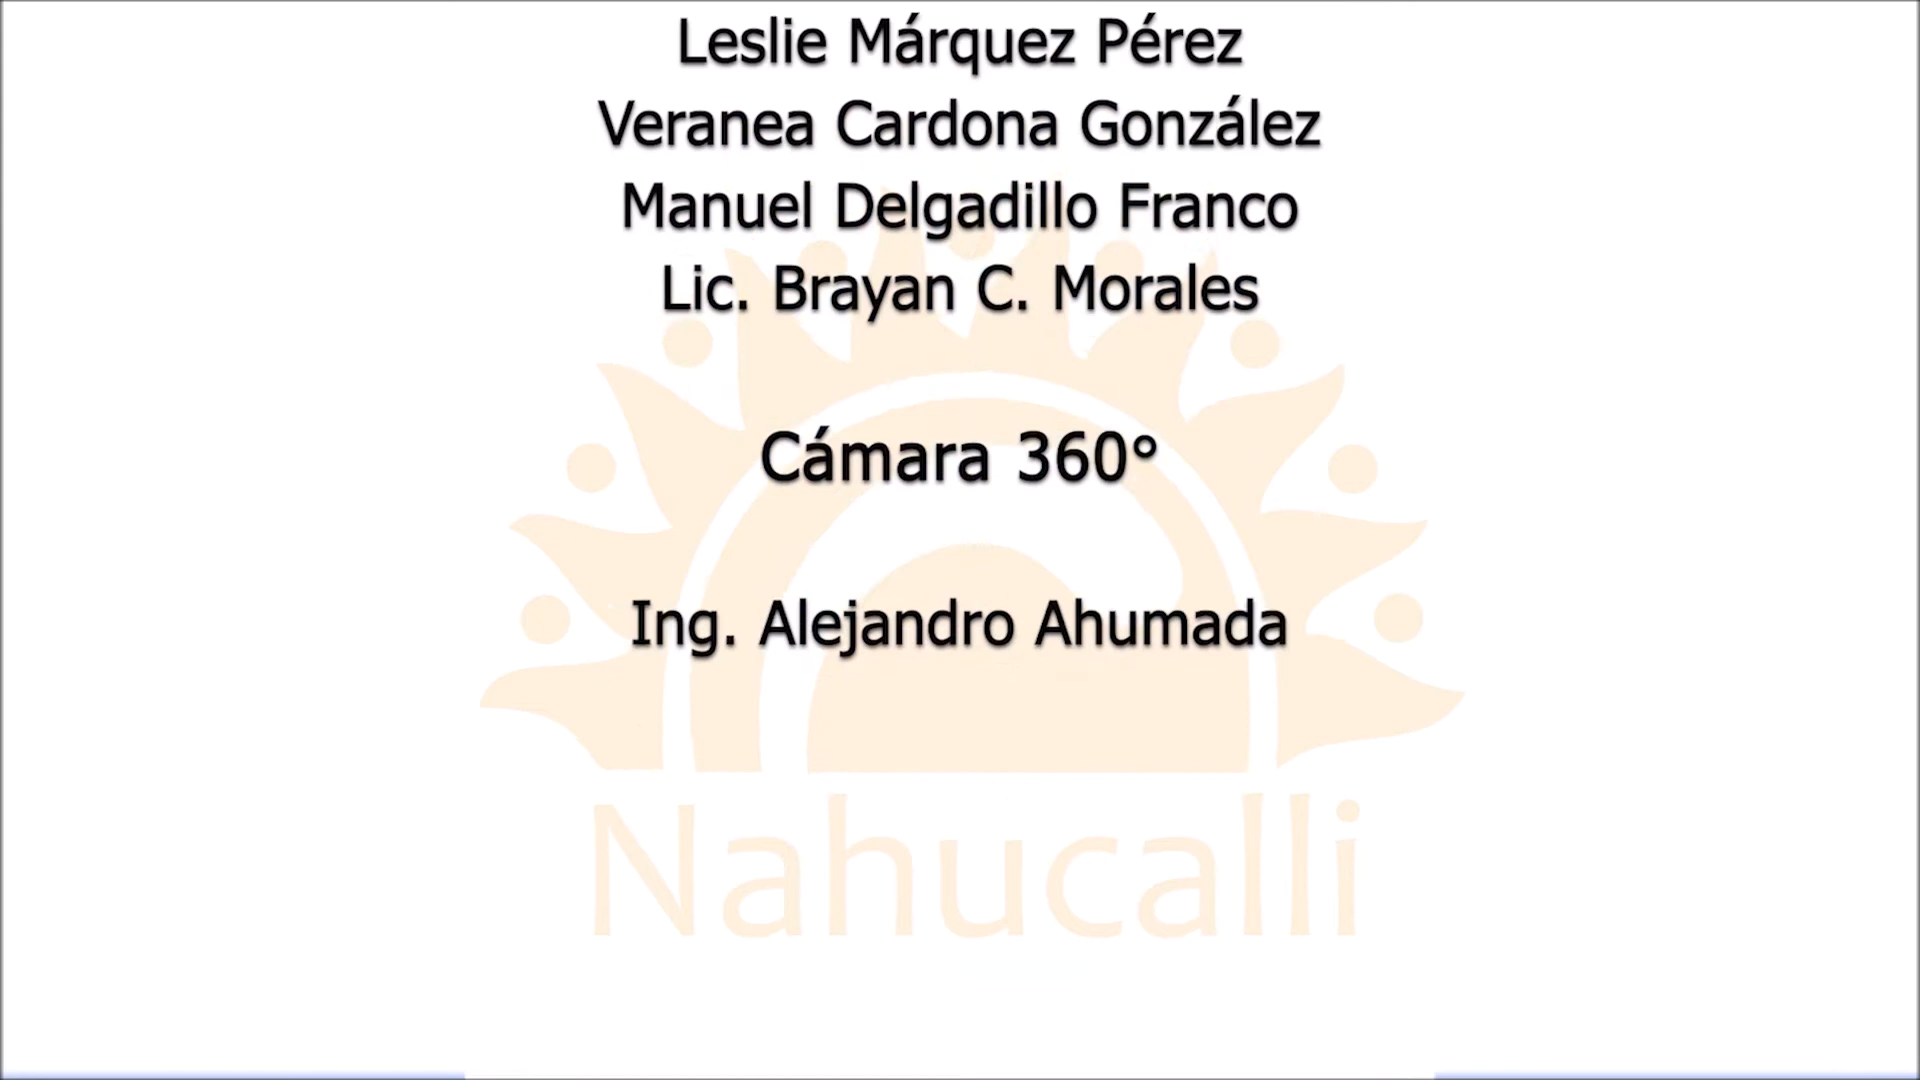 Leslie Márquez Pérez
Veranea Cardona González
Manuel Delgadillo Franco
Lic. Brayan C. Morales
Cámara 360°
Ing. Alejandro Ahumada
Nahucalli